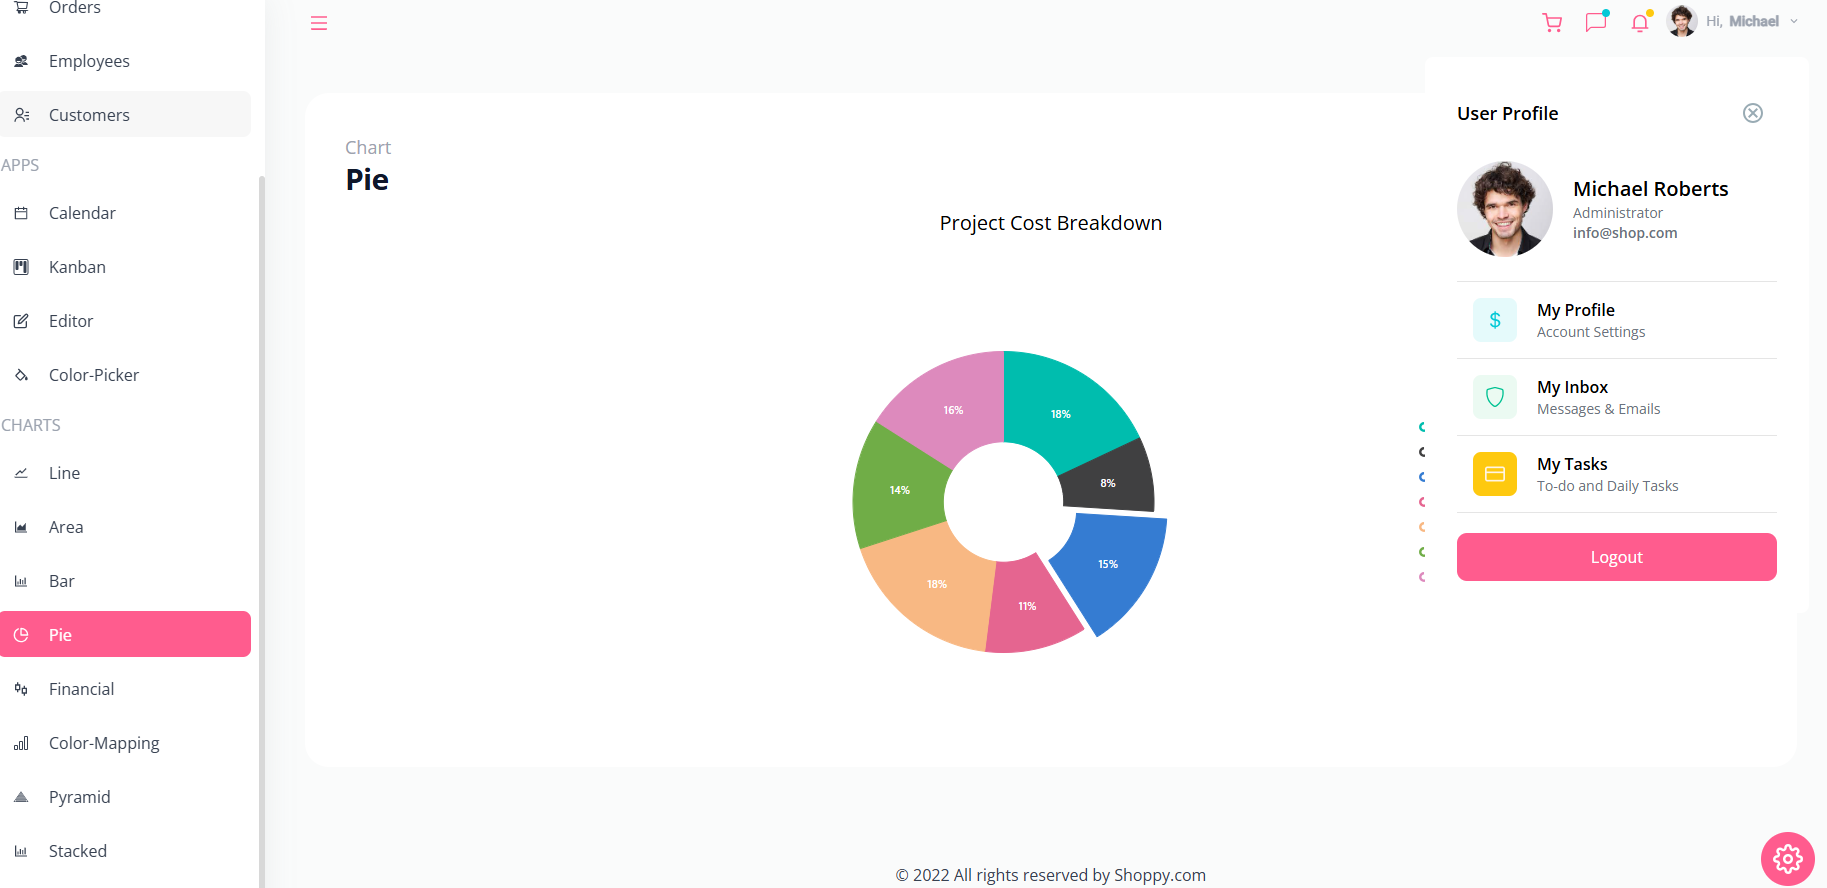 Orders
Employees
Customers
APPS
Calendar
Kanban
Editor
Color-Picker
CHARTS
Line
Area
Bar
Pie
Financial
Color-Mapping
Pyramid
Stacked
Hi, Michael
Chart
Pie
Project Cost Breakdown
16%
18%
14%
8%
15%
18%
11%
User Profile
Michael Roberts
Administrator
info@shop.com
$
My Profile
Account Settings
My Inbox
Messages & Emails
My Tasks
To-do and Daily Tasks
Logout
© 2022 All rights reserved by Shoppy.com